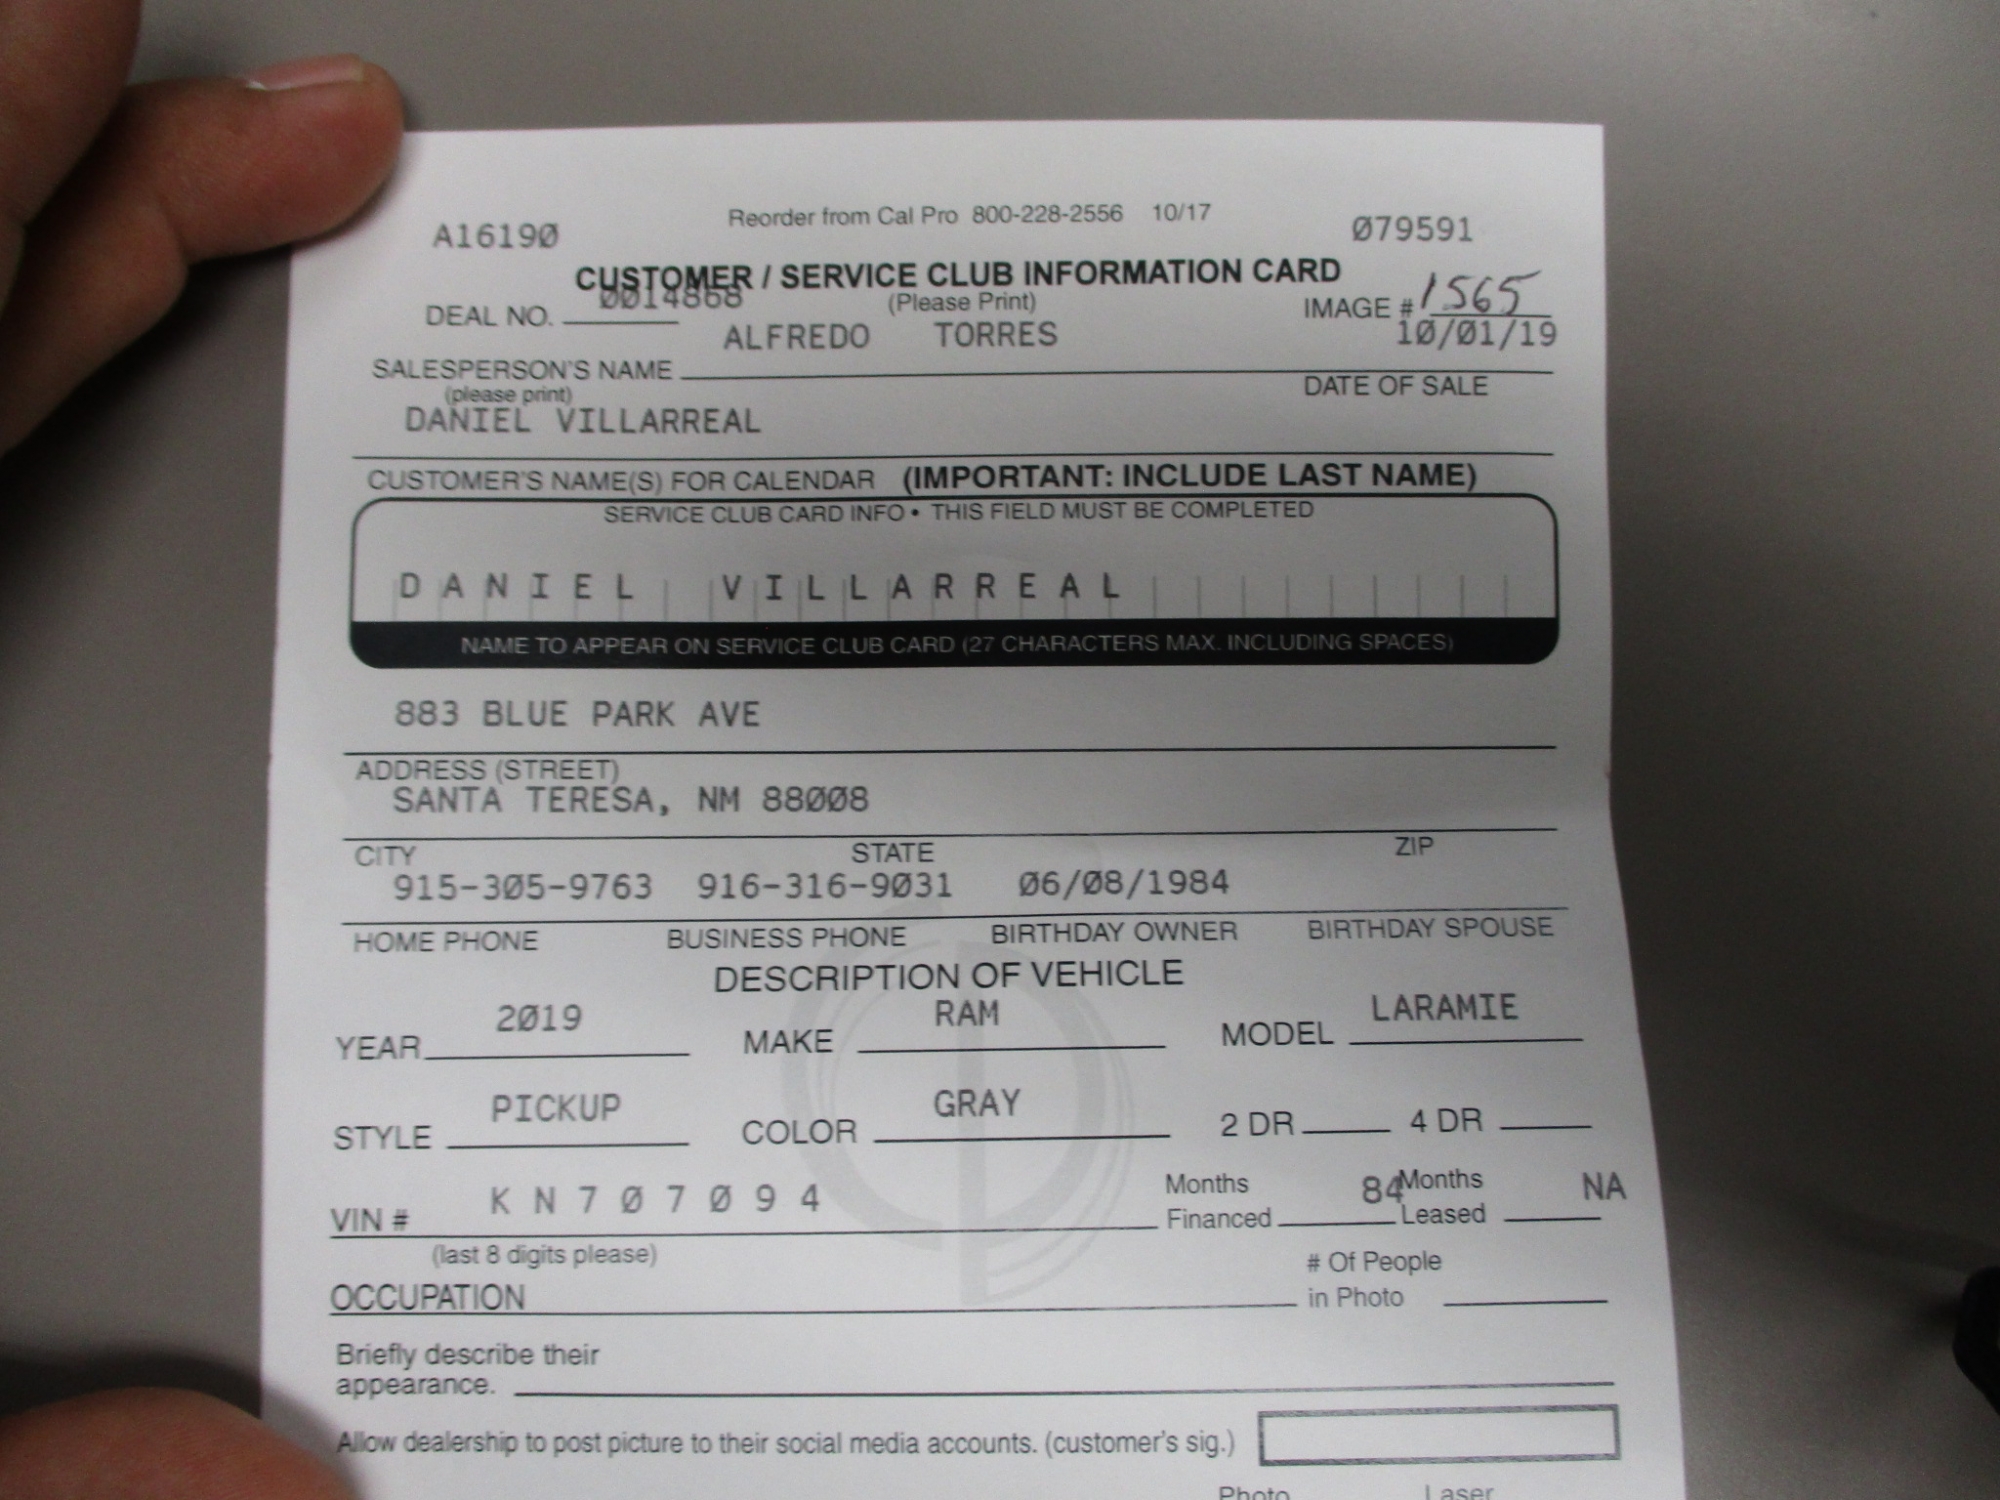 Reorder from Cal Pro 800-228-2556 10/17
A16190 079591
CUSTOMER / SERVICE CLUB INFORMATION CARD
DEAL NO. 0014868 (Please Print) IMAGE # 1565
ALFREDO TORRES 10/01/19
SALESPERSON'S NAME DATE OF SALE
(please print)
DANIEL VILLARREAL
CUSTOMER'S NAME(S) FOR CALENDAR (IMPORTANT: INCLUDE LAST NAME)
SERVICE CLUB CARD INFO • THIS FIELD MUST BE COMPLETED
DANIEL VILLARREAL
NAME TO APPEAR ON SERVICE CLUB CARD (27 CHARACTERS MAX. INCLUDING SPACES)
883 BLUE PARK AVE
ADDRESS (STREET)
SANTA TERESA, NM 88008
CITY STATE ZIP
915-305-9763 916-316-9031 06/08/1984
HOME PHONE BUSINESS PHONE BIRTHDAY OWNER BIRTHDAY SPOUSE
DESCRIPTION OF VEHICLE
YEAR 2019 MAKE RAM MODEL LARAMIE
STYLE PICKUP COLOR GRAY 2 DR 4 DR
VIN # KN707094 Months Financed 84 Months Leased NA
(last 8 digits please)
OCCUPATION # Of People in Photo
Briefly describe their
appearance.
Allow dealership to post picture to their social media accounts. (customer's sig.)
Photo Laser